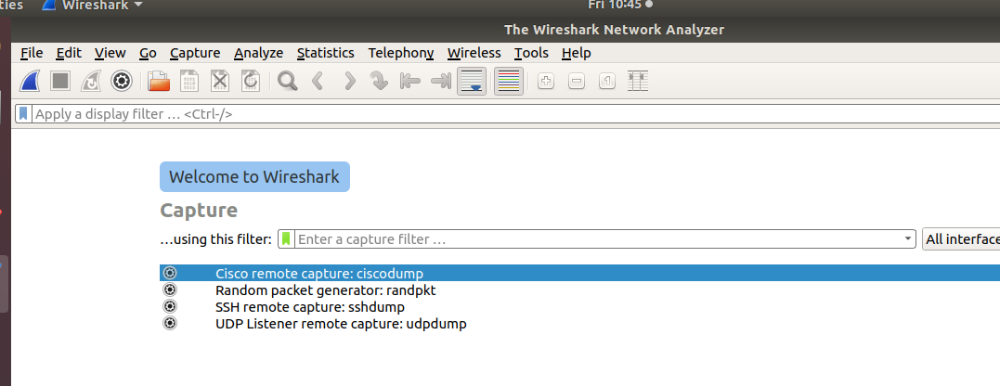 Wireshark
Fri 10:45
The Wireshark Network Analyzer
File Edit View Go Capture Analyze Statistics Telephony Wireless Tools Help
Apply a display filter … <Ctrl-/>
Welcome to Wireshark
Capture
…using this filter: Enter a capture filter … All interface
Cisco remote capture: ciscodump
Random packet generator: randpkt
SSH remote capture: sshdump
UDP Listener remote capture: udpdump